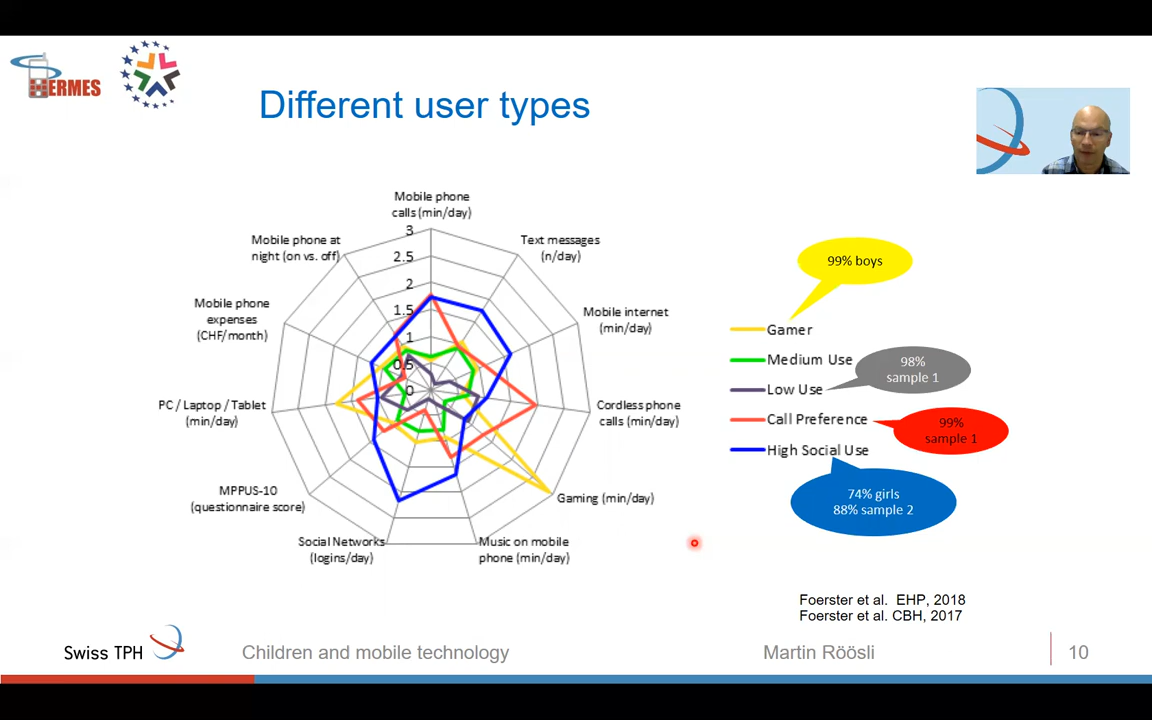 ERMES
Different user types
Mobile phone
calls (min/day)
Text messages
(n/day)
Mobile internet
(min/day)
Cordless phone
calls (min/day)
Gaming (min/day)
Music on mobile
phone (min/day)
Social Networks
(logins/day)
MPPUS-10
(questionnaire score)
PC / Laptop / Tablet
(min/day)
Mobile phone
expenses
(CHF/month)
Mobile phone at
night (on vs. off)
3
2.5
2
1.5
1
0.5
0
99% boys
Gamer
Medium Use
98%
sample 1
Low Use
Call Preference
99%
sample 1
High Social Use
74% girls
88% sample 2
Foerster et al. EHP, 2018
Foerster et al. CBH, 2017
Swiss TPH
Children and mobile technology
Martin Röösli
10